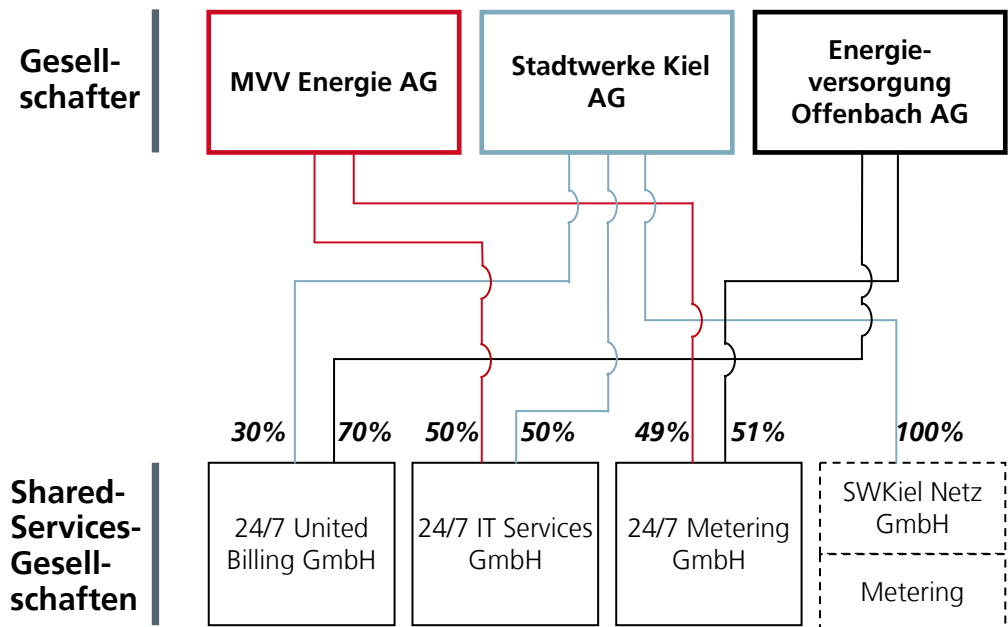 Gesell-
schafter
MVV Energie AG
Stadtwerke Kiel
AG
Energie-
versorgung
Offenbach AG
30%
70%
50%
50%
49%
51%
100%
Shared-
Services-
Gesell-
schaften
24/7 United
Billing GmbH
24/7 IT Services
GmbH
24/7 Metering
GmbH
SWKiel Netz
GmbH
Metering